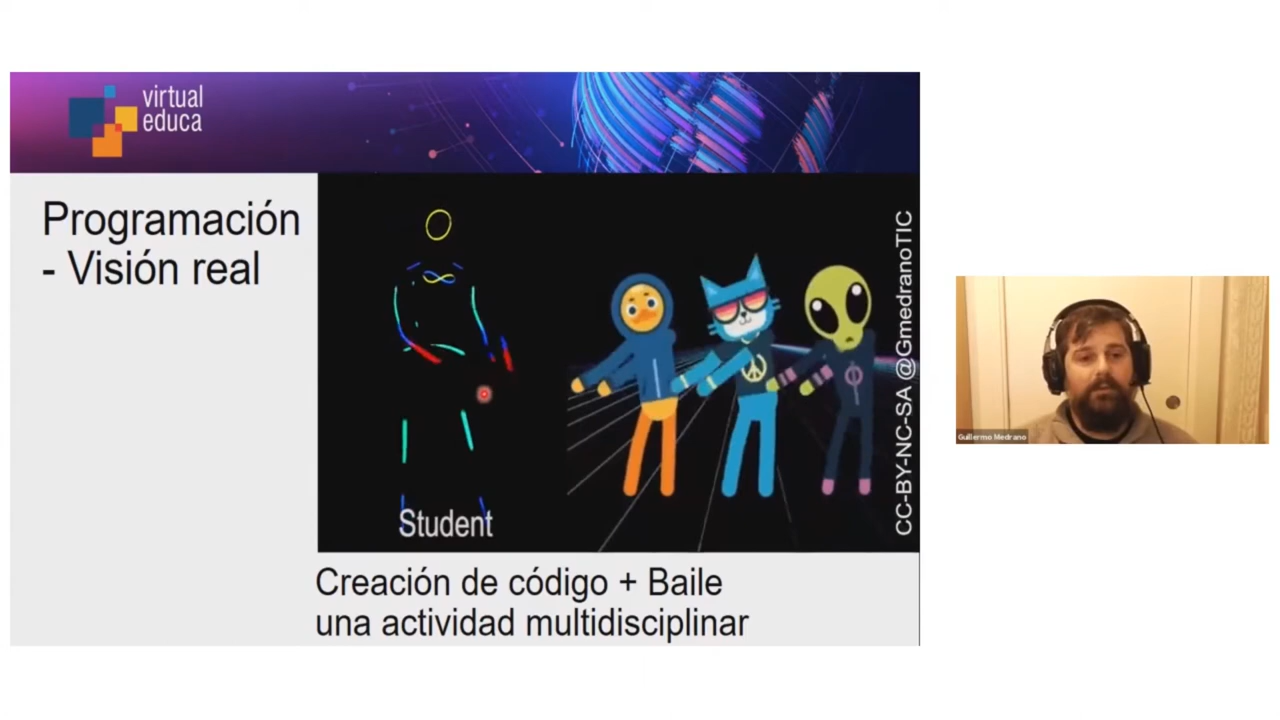 virtual
educa
Programación
- Visión real
Student
CC-BY-NC-SA @GmedranoTIC
Creación de código + Baile
una actividad multidisciplinar
Guillermo Medrano